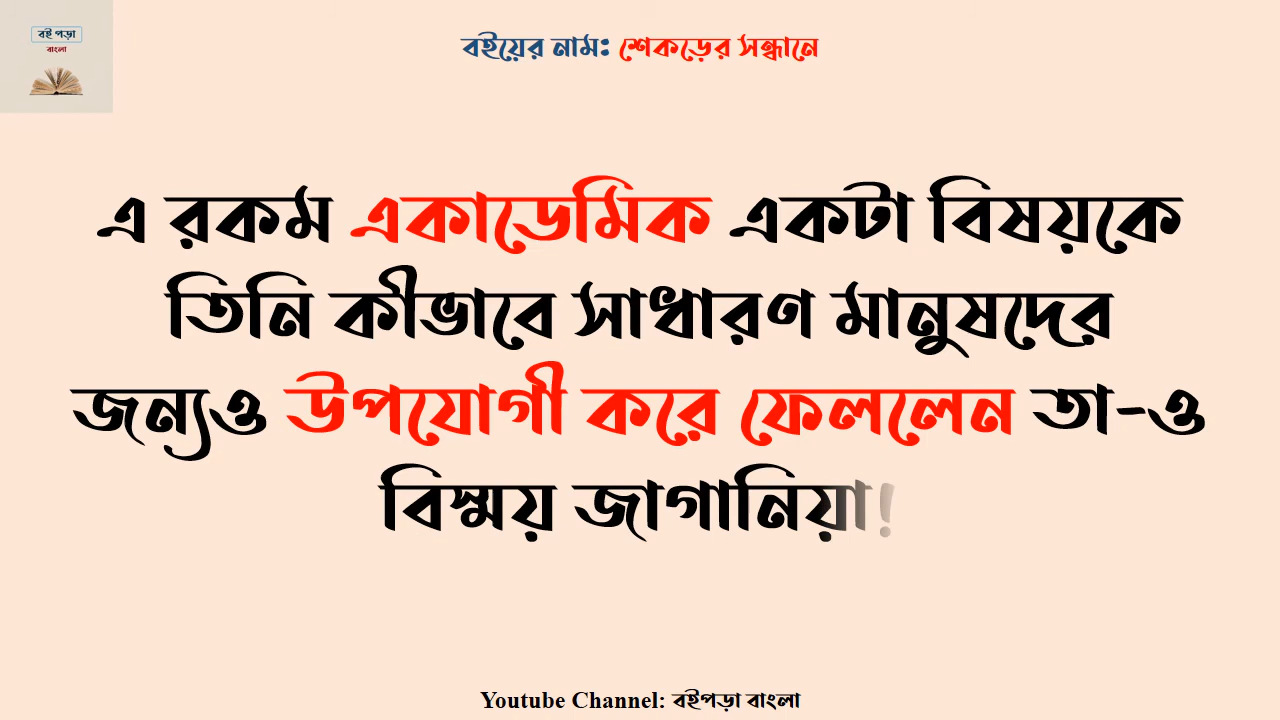 বই পড়া
বাংলা
বইয়ের নাম: শেকড়ের সন্ধানে
এ রকম একাডেমিক একটা বিষয়কে
তিনি কীভাবে সাধারণ মানুষদের
জন্যও উপযোগী করে ফেললেন তা-ও
বিস্ময় জাগানিয়া!
Youtube Channel: বইপড়া বাংলা